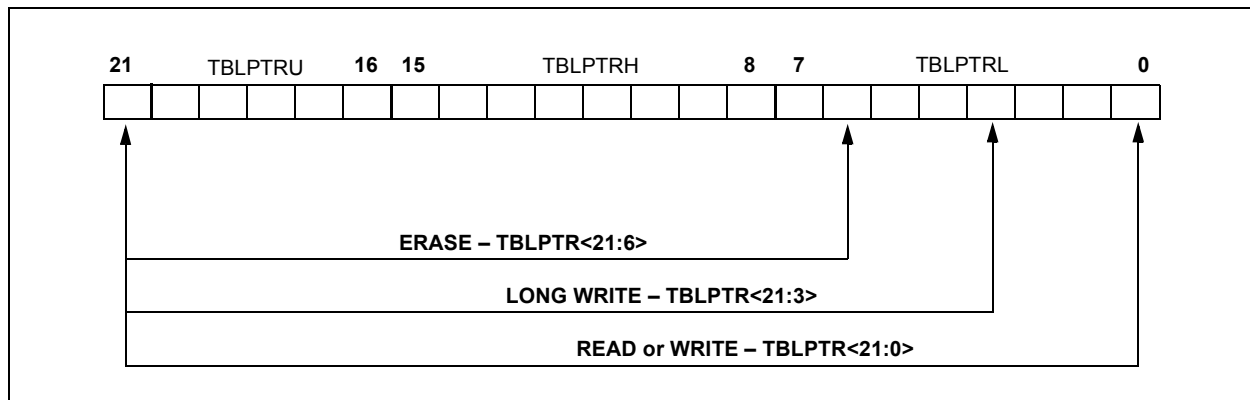 21 TBLPTRU 16 15 TBLPTRH 8 7 TBLPTRL 0
ERASE – TBLPTR<21:6>
LONG WRITE – TBLPTR<21:3>
READ or WRITE – TBLPTR<21:0>